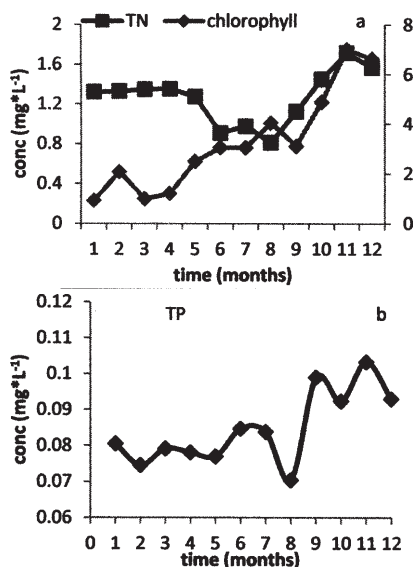 TN chlorophyll a
2 8
1.6 6
1.2
conc (mg*L-1) 4
0.8
0.4 2
0 0
1 2 3 4 5 6 7 8 9 10 11 12
time (months)
0.12 TP b
0.11
0.1
conc (mg*L-1)
0.09
0.08
0.07
0.06
0 1 2 3 4 5 6 7 8 9 10 11 12
time (months)